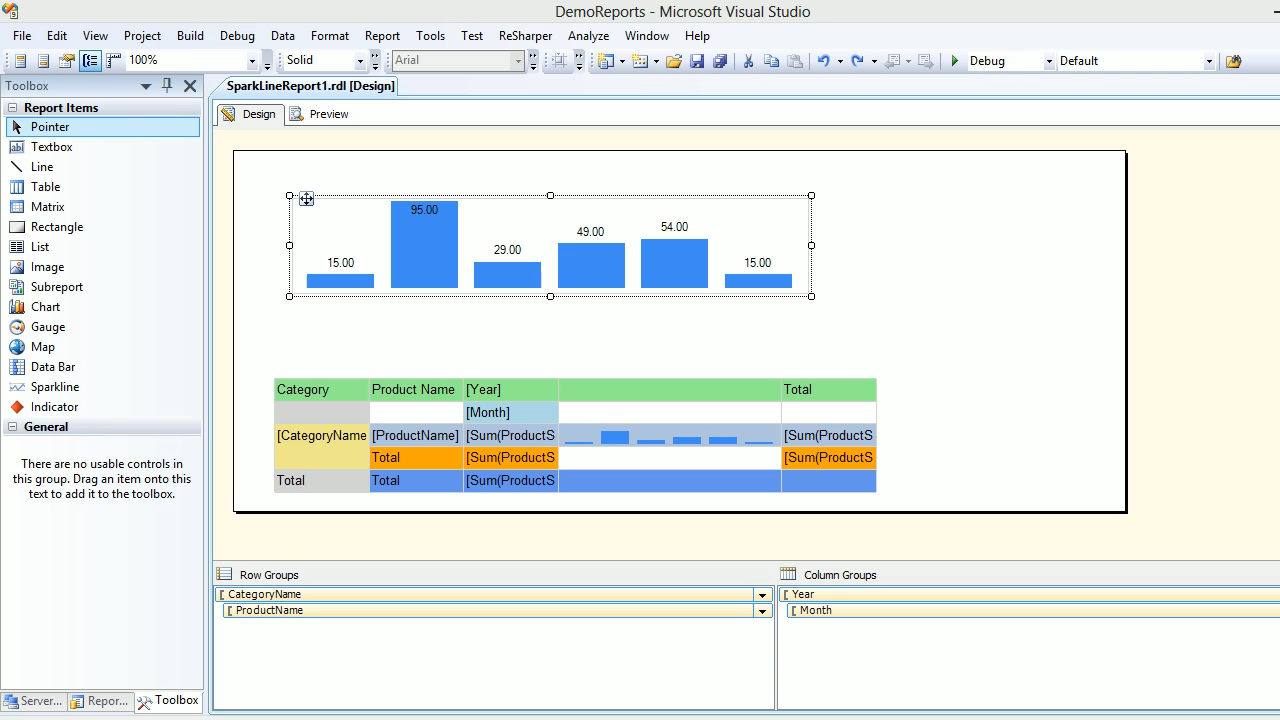 DemoReports - Microsoft Visual Studio
File Edit View Project Build Debug Data Format Report Tools Test ReSharper Analyze Window Help
100% Solid Arial Debug Default
Toolbox
SparkLineReport1.rdl [Design]
Report Items
Design Preview
Pointer
Textbox
Line
Table
Matrix
Rectangle
List
Image
Subreport
Chart
Gauge
Map
Data Bar
Sparkline
Indicator
General
There are no usable controls in
this group. Drag an item onto this
text to add it to the toolbox.
15.00 95.00 29.00 49.00 54.00 15.00
Category Product Name [Year] Total
[Month]
[CategoryName [ProductName] [Sum(ProductS [Sum(ProductS
Total [Sum(ProductS [Sum(ProductS
Total Total [Sum(ProductS
Row Groups Column Groups
[ CategoryName [ Year
[ ProductName [ Month
Server... Repor... Toolbox